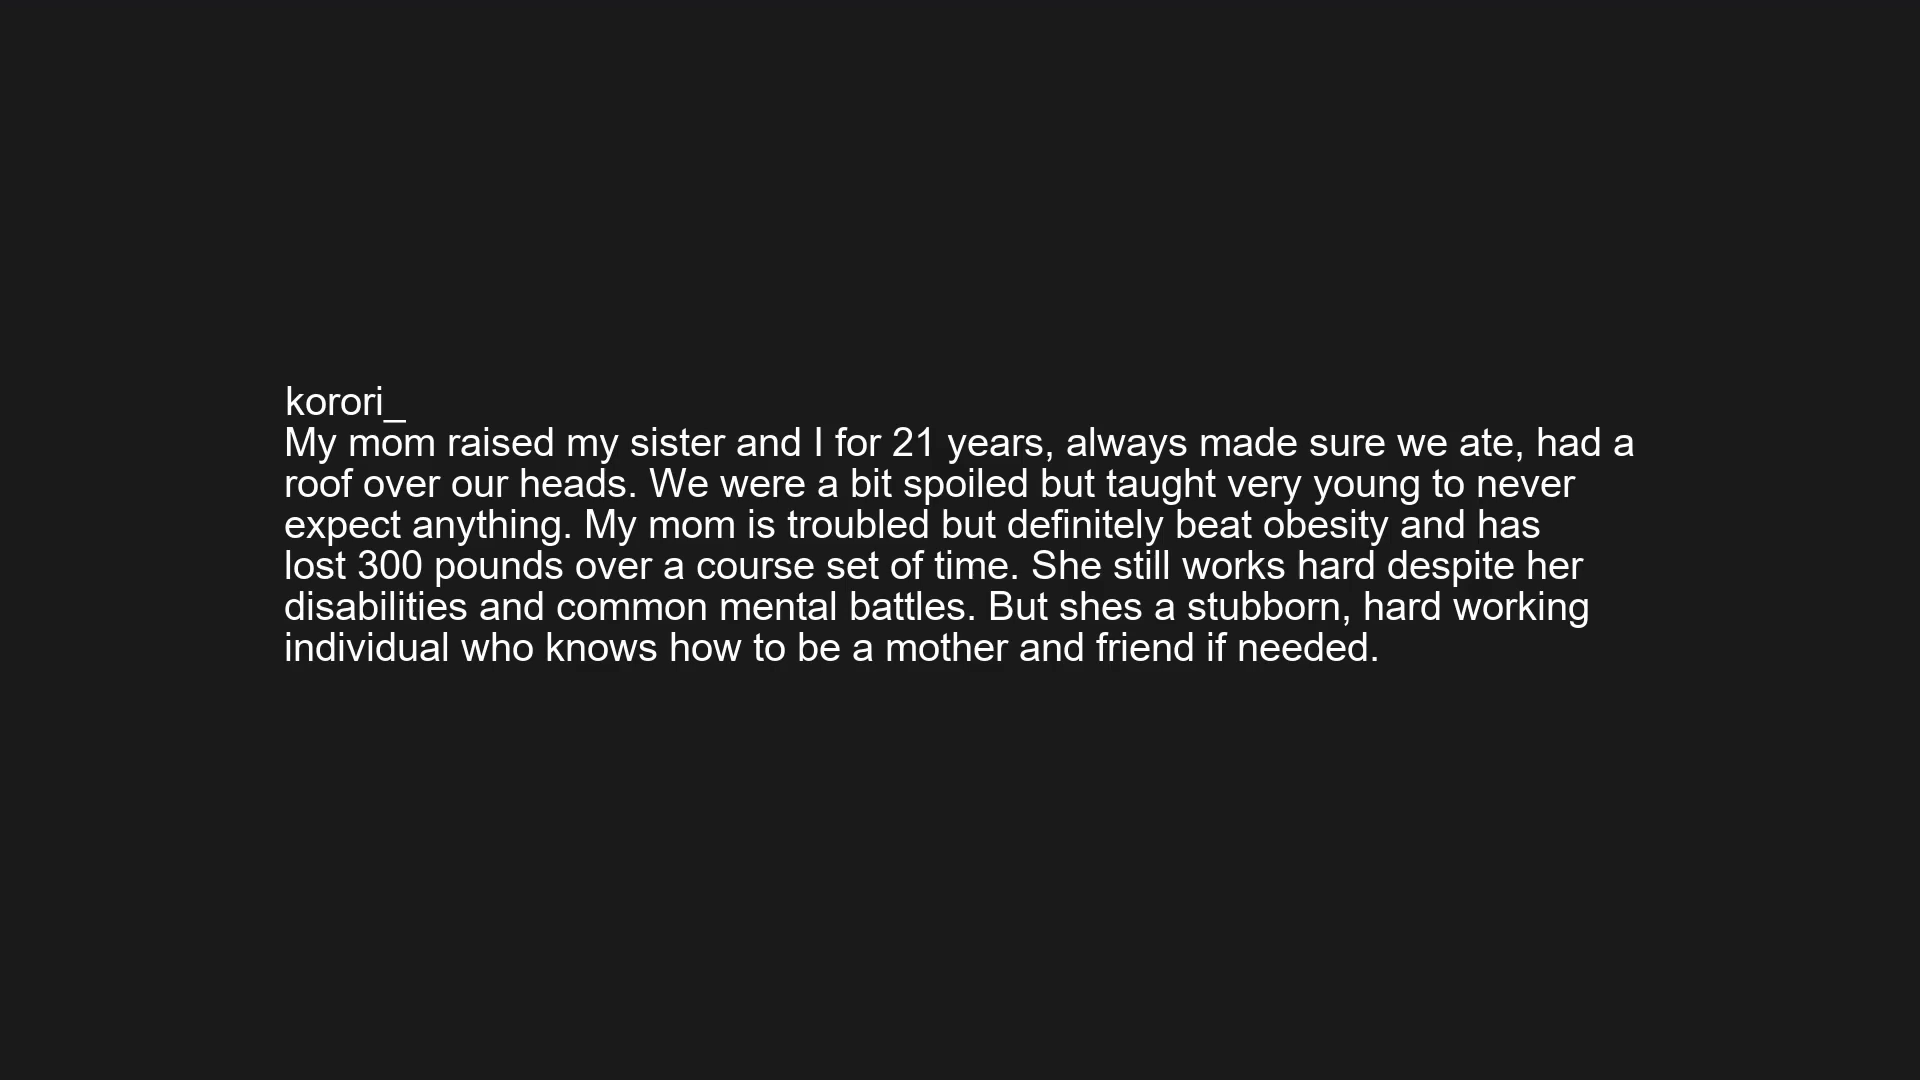 korori_
My mom raised my sister and I for 21 years, always made sure we ate, had a
roof over our heads. We were a bit spoiled but taught very young to never
expect anything. My mom is troubled but definitely beat obesity and has
lost 300 pounds over a course set of time. She still works hard despite her
disabilities and common mental battles. But shes a stubborn, hard working
individual who knows how to be a mother and friend if needed.